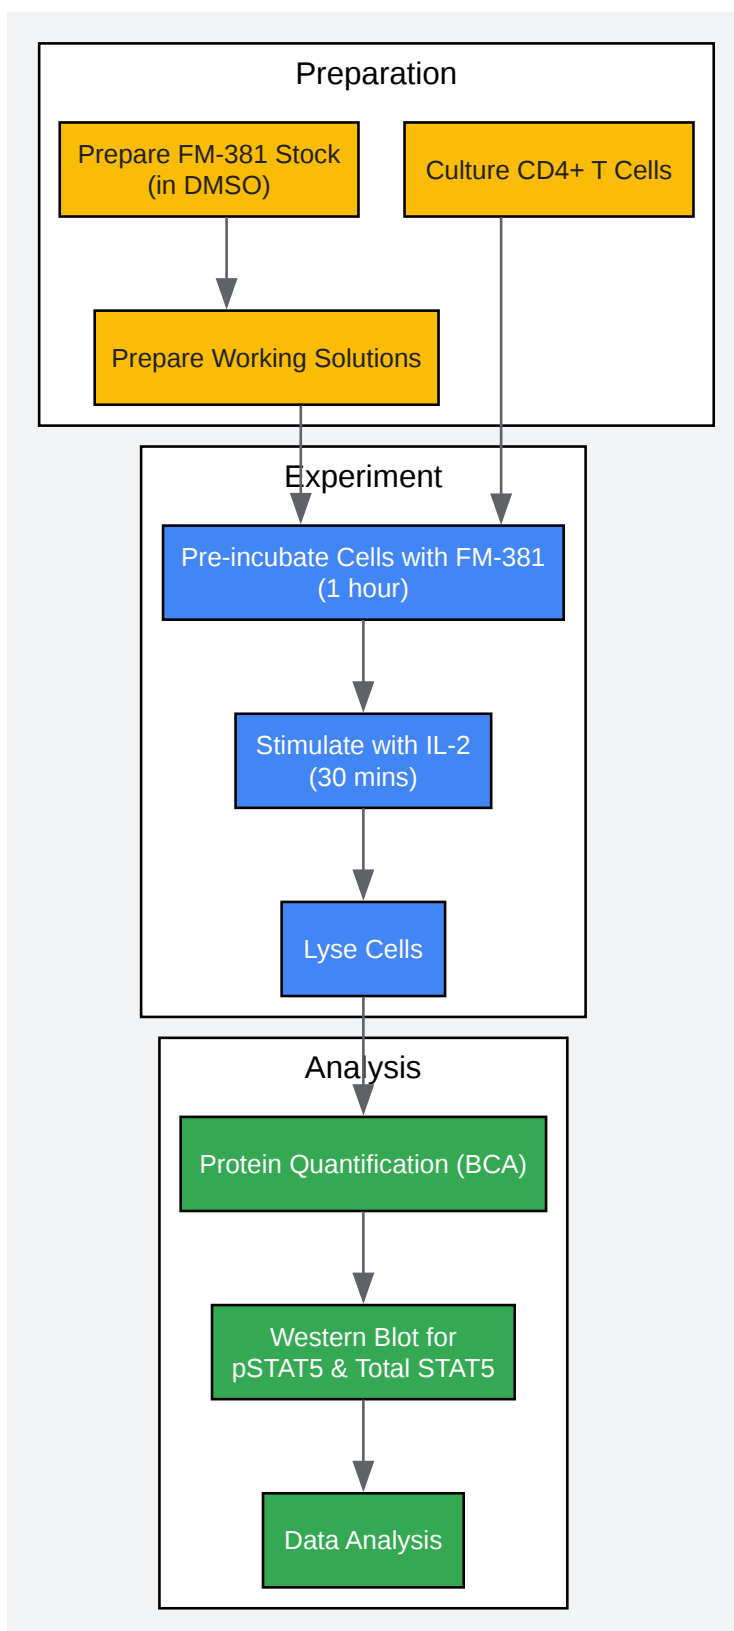 Preparation
Prepare FM-381 Stock
(in DMSO)
Culture CD4+ T Cells
Prepare Working Solutions
Experiment
Pre-incubate Cells with FM-381
(1 hour)
Stimulate with IL-2
(30 mins)
Lyse Cells
Analysis
Protein Quantification (BCA)
Western Blot for
pSTAT5 & Total STAT5
Data Analysis